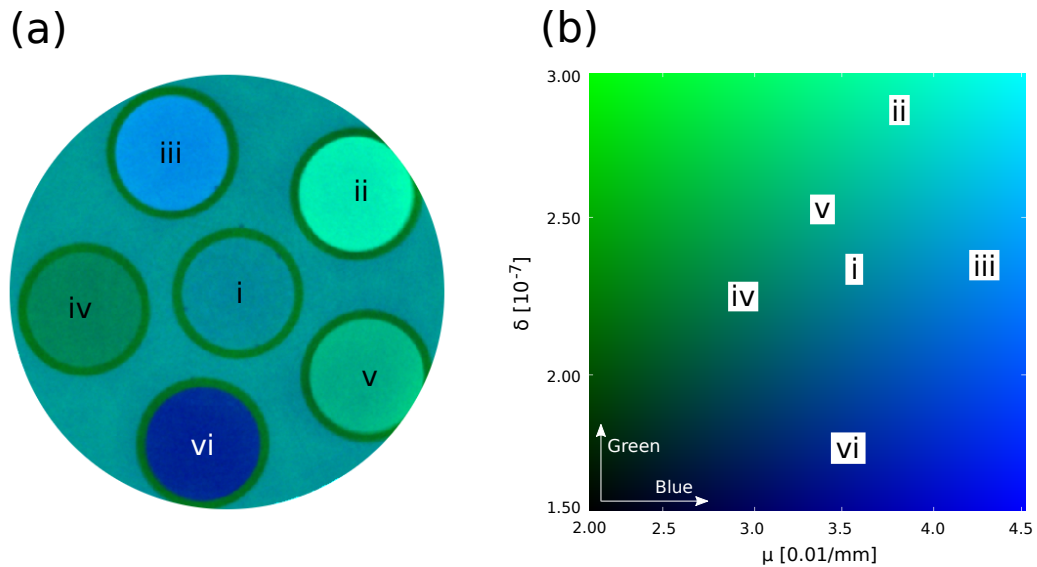 (a)
iii
ii
iv
i
v
vi
(b)
3.00
2.50
2.00
1.50
δ [10⁻⁷]
ii
v
i
iii
iv
vi
Green
Blue
2.00 2.5 3.0 3.5 4.0 4.5
μ [0.01/mm]